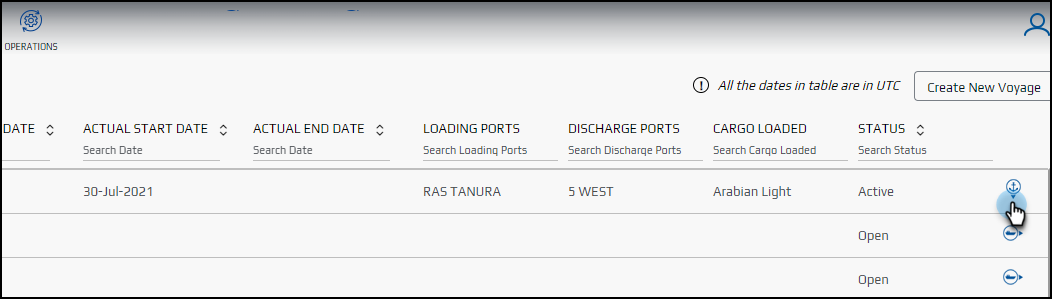 OPERATIONS
All the dates in table are in UTC
Create New Voyage
DATE ACTUAL START DATE ACTUAL END DATE LOADING PORTS DISCHARGE PORTS CARGO LOADED STATUS
Search Date Search Date Search Loading Ports Search Discharge Ports Search Cargo Loaded Search Status
30-Jul-2021 RAS TANURA 5 WEST Arabian Light Active
Open
Open